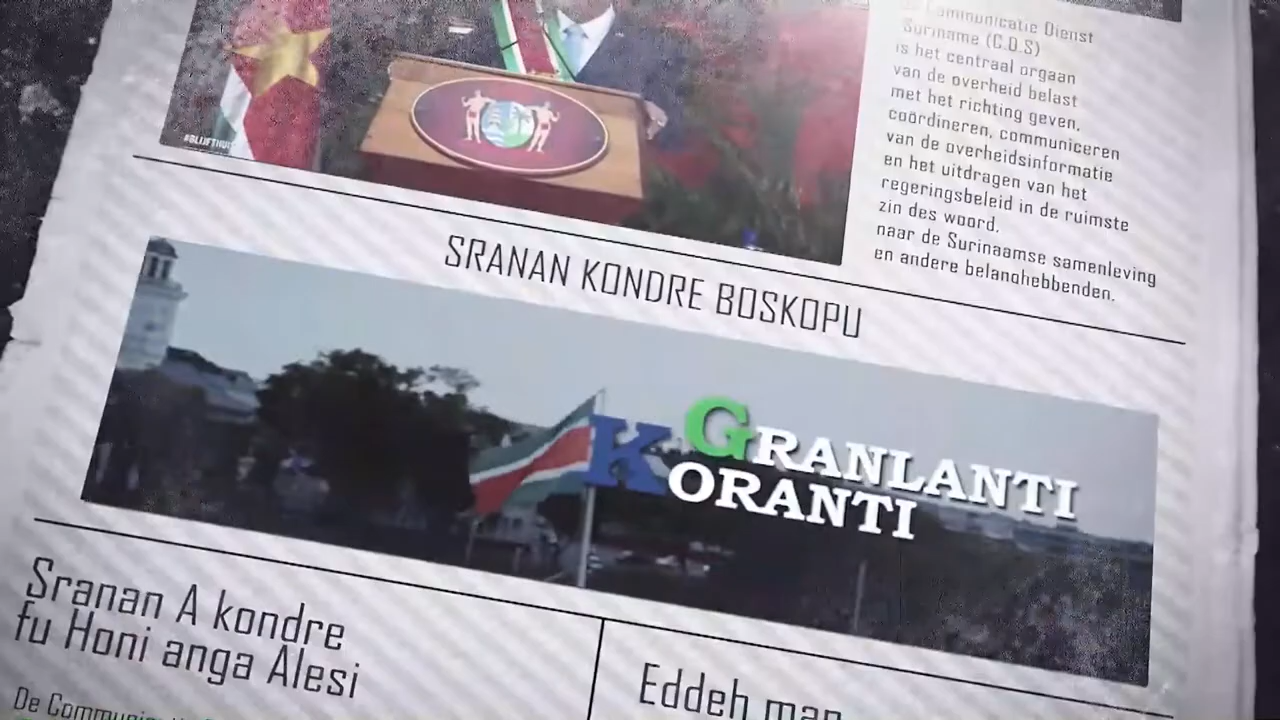 Communicatie Dienst
Suriname (C.D.S)
is het centraal orgaan
van de overheid belast
met het richting geven,
coördineren, communiceren
van de overheidsinformatie
en het uitdragen van het
regeringsbeleid in de ruimste
zin des woord.
naar de Surinaamse samenleving
en andere belanghebbenden.
SRANAN KONDRE BOSKOPU
GRANLANTI
KORANTI
Sranan A kondre
fu Honi anga Alesi
Eddeh man
De